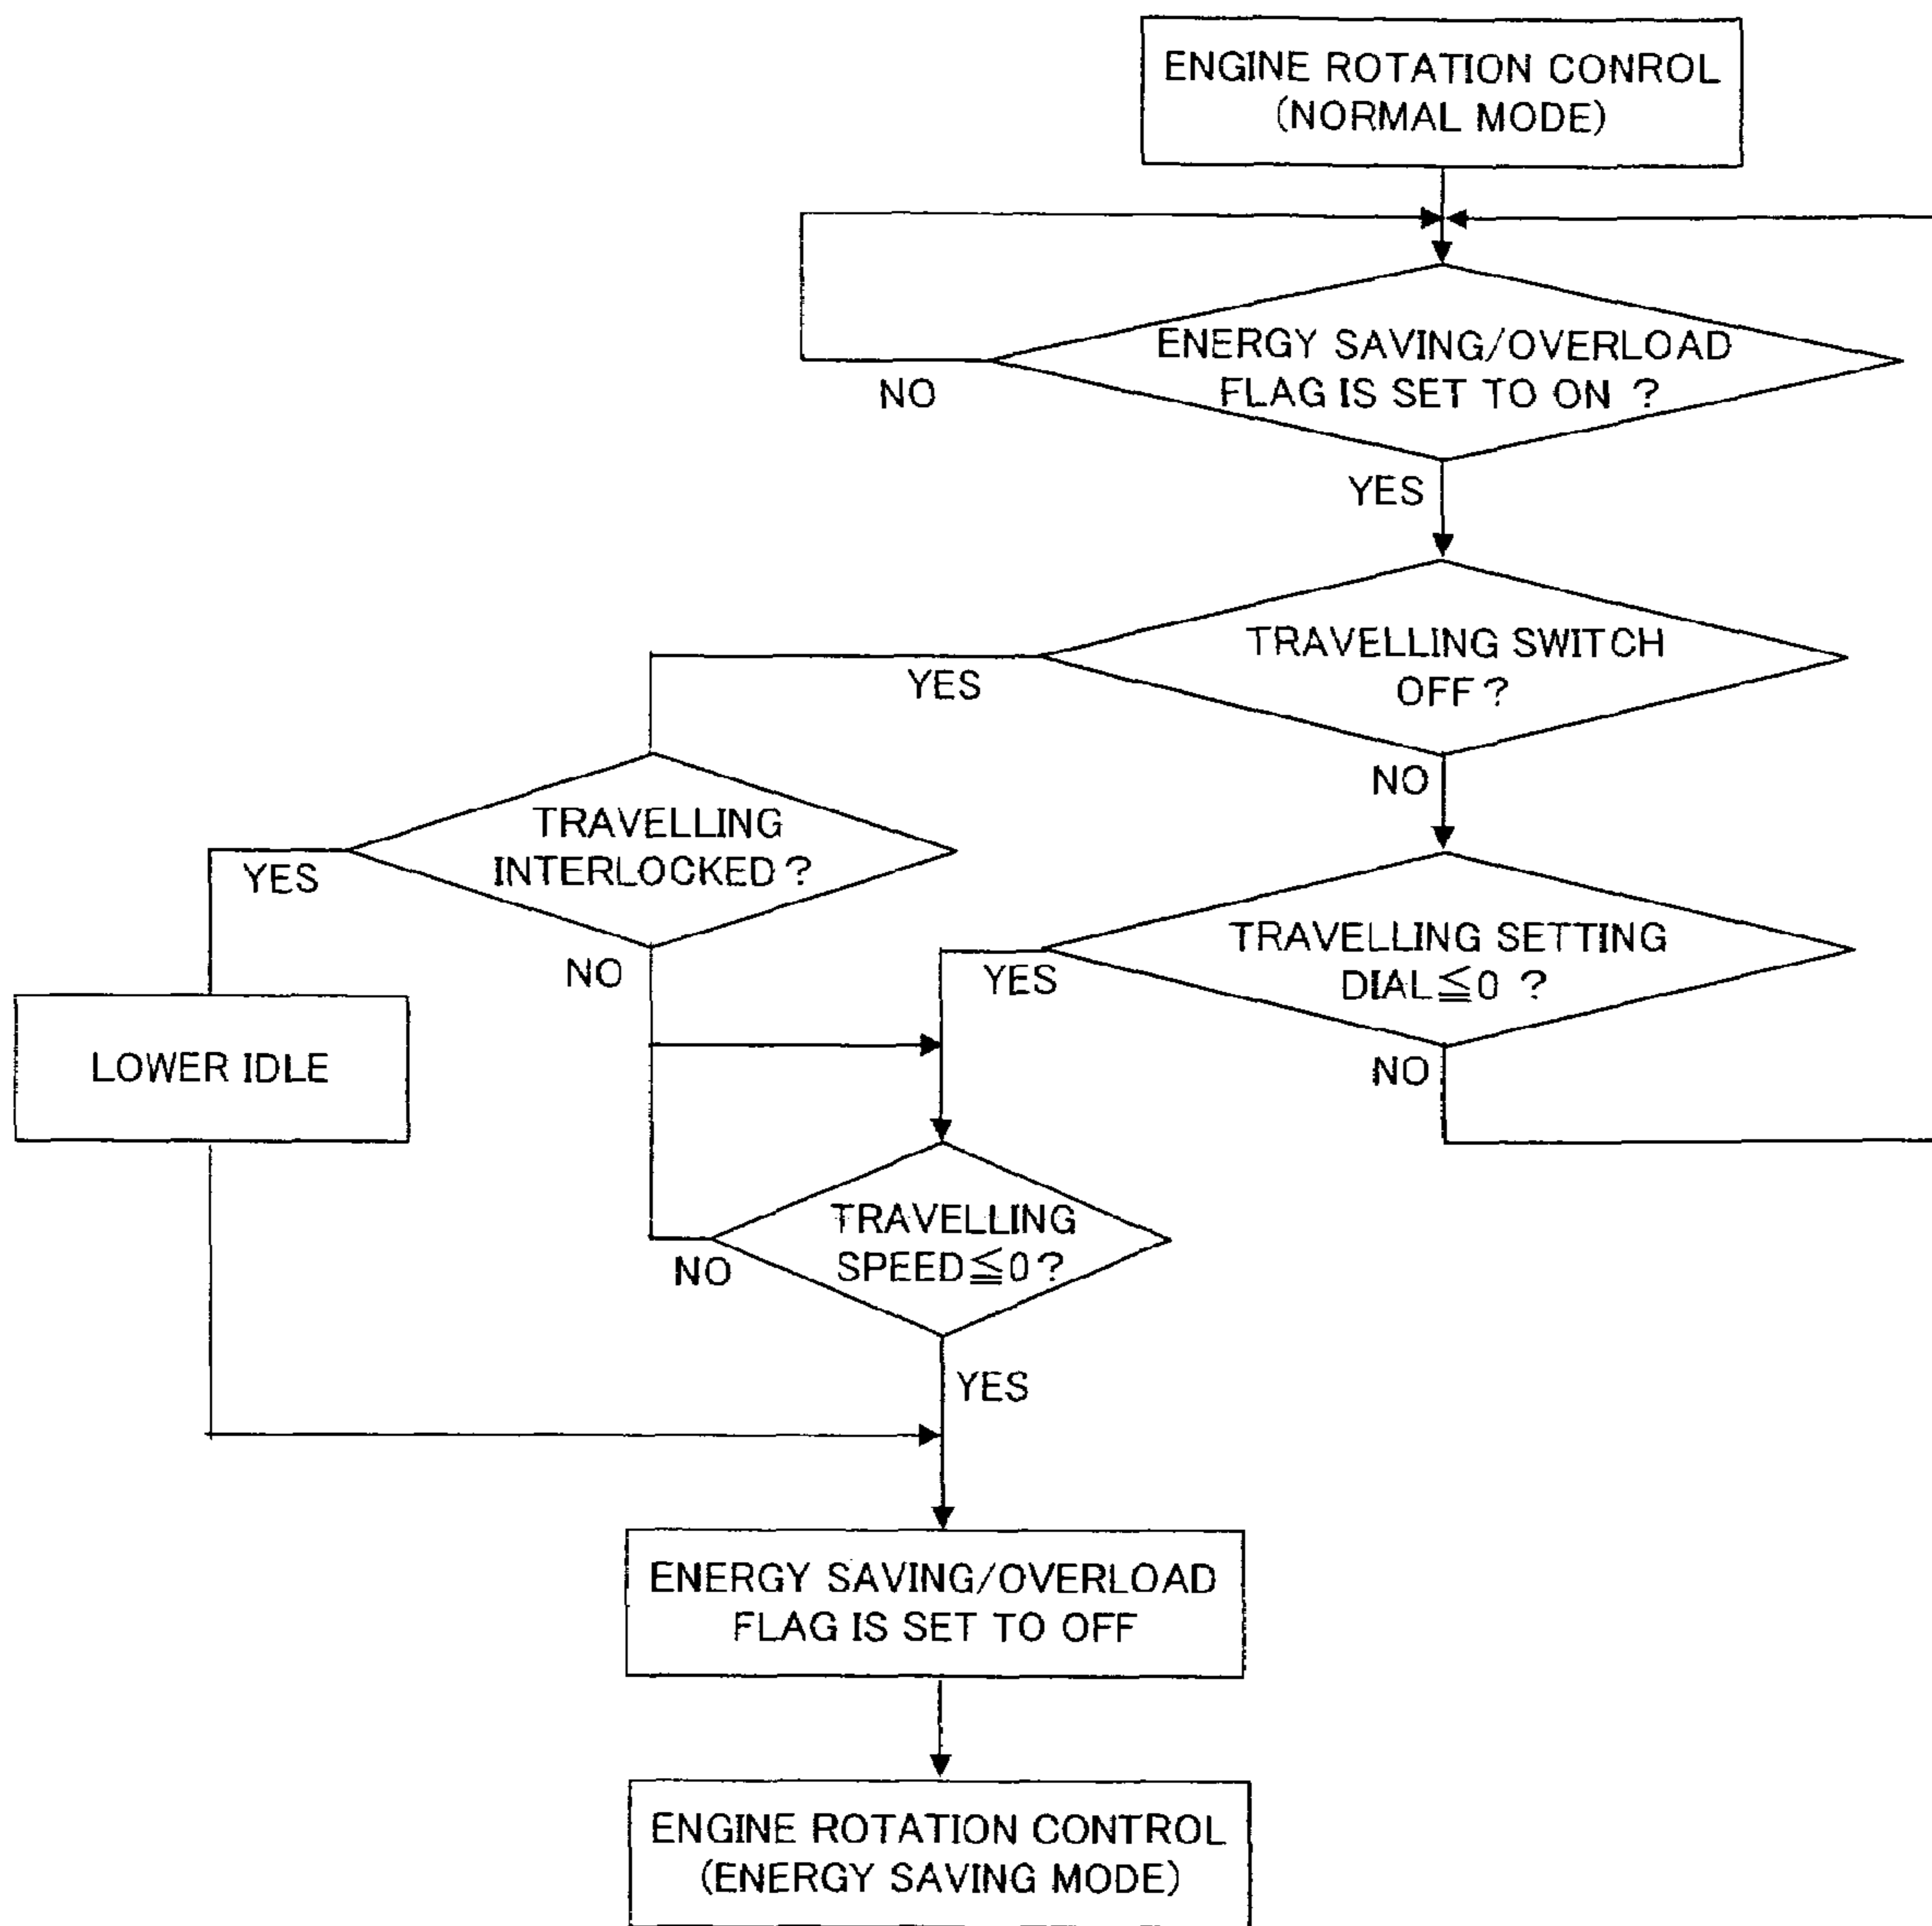 ENGINE ROTATION CONROL
(NORMAL MODE)
ENERGY SAVING/OVERLOAD
FLAG IS SET TO ON ?
NO
YES
TRAVELLING SWITCH
OFF ?
YES
NO
TRAVELLING
INTERLOCKED ?
YES
NO
TRAVELLING SETTING
DIAL≦0 ?
YES
NO
LOWER IDLE
TRAVELLING
SPEED≦0 ?
NO
YES
ENERGY SAVING/OVERLOAD
FLAG IS SET TO OFF
ENGINE ROTATION CONTROL
(ENERGY SAVING MODE)